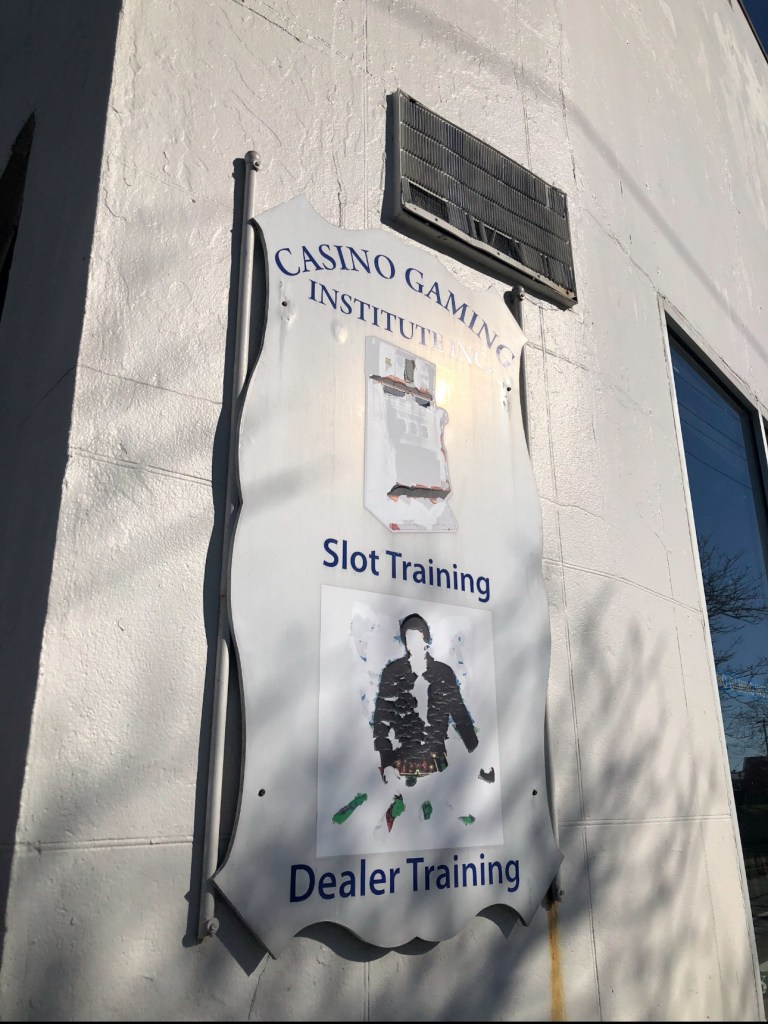 CASINO GAMING
INSTITUTE INC.
Slot Training
Dealer Training